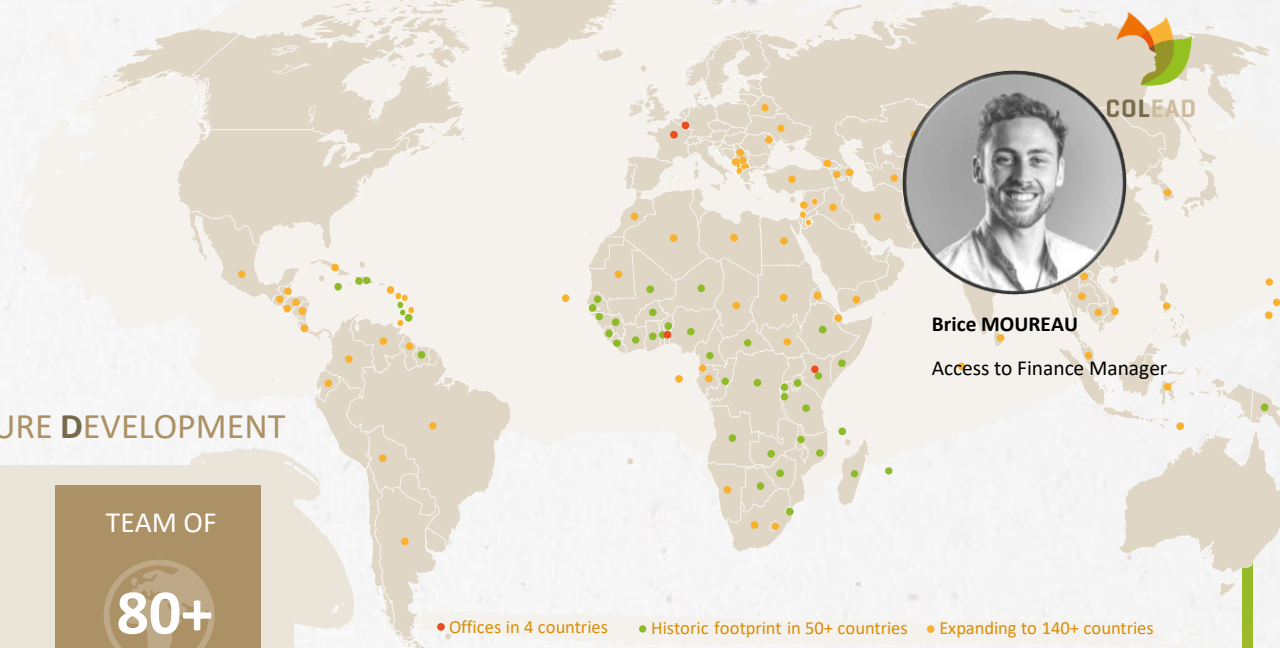 COLEAD
Brice MOUREAU
Access to Finance Manager
URE DEVELOPMENT
TEAM OF
80+
Offices in 4 countries
Historic footprint in 50+ countries
Expanding to 140+ countries